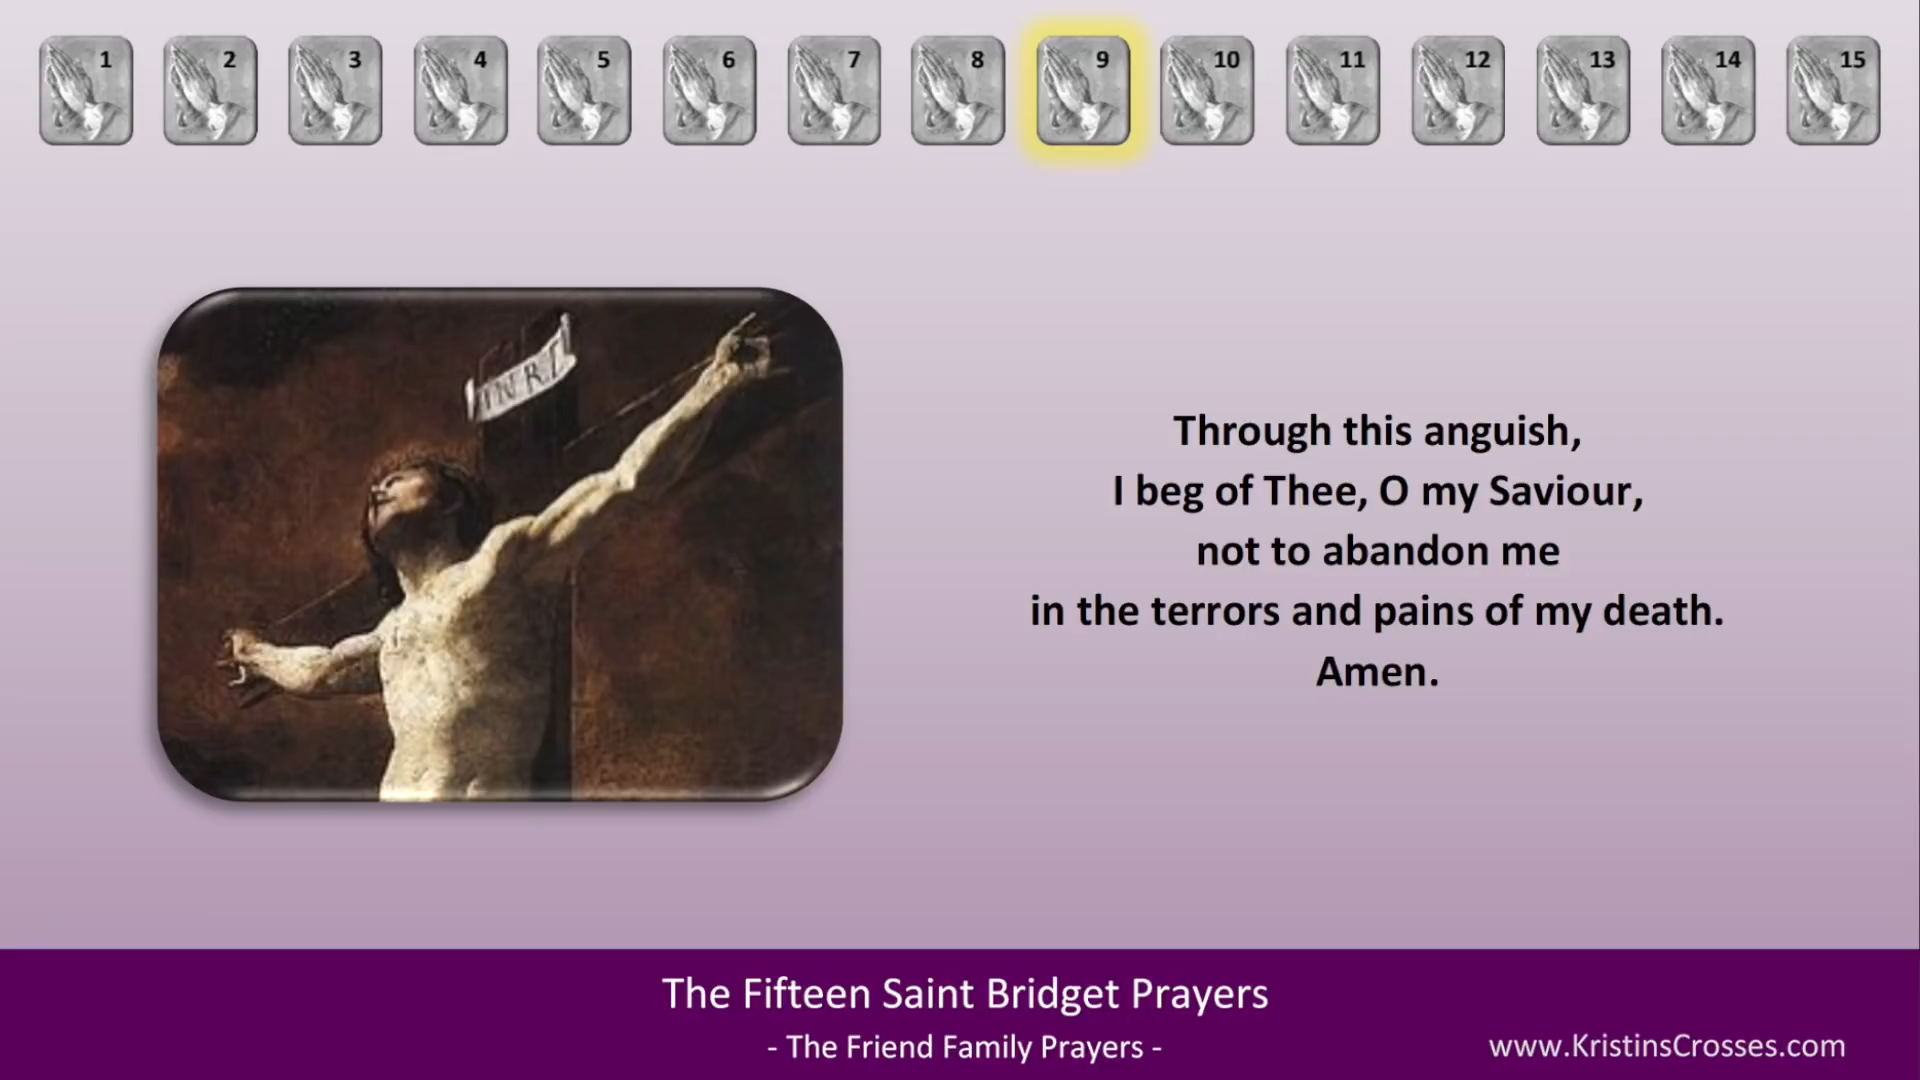 1 2 3 4 5 6 7 8 9 10 11 12 13 14 15
INRI
Through this anguish,
I beg of Thee, O my Saviour,
not to abandon me
in the terrors and pains of my death.
Amen.
The Fifteen Saint Bridget Prayers
- The Friend Family Prayers -
www.KristinsCrosses.com